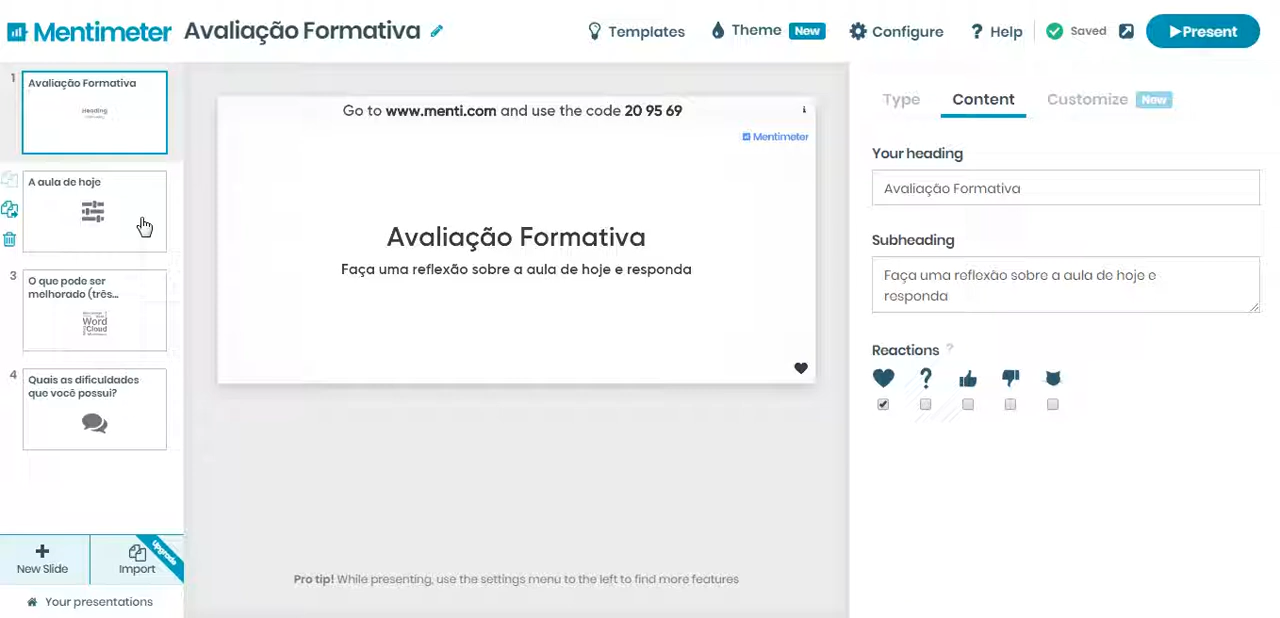 Mentimeter Avaliação Formativa
Templates
Theme New
Configure
? Help
Saved
Present
1
Avaliação Formativa
Heading
A aula de hoje
3
O que pode ser
melhorado (três...
Word
Cloud
4
Quais as dificuldades
que você possui?
New Slide
Import
Upgrade
Your presentations
Go to www.menti.com and use the code 20 95 69
Mentimeter
Avaliação Formativa
Faça uma reflexão sobre a aula de hoje e responda
Pro tip! While presenting, use the settings menu to the left to find more features
Type
Content
Customize New
Your heading
Avaliação Formativa
Subheading
Faça uma reflexão sobre a aula de hoje e
responda
Reactions ?
?